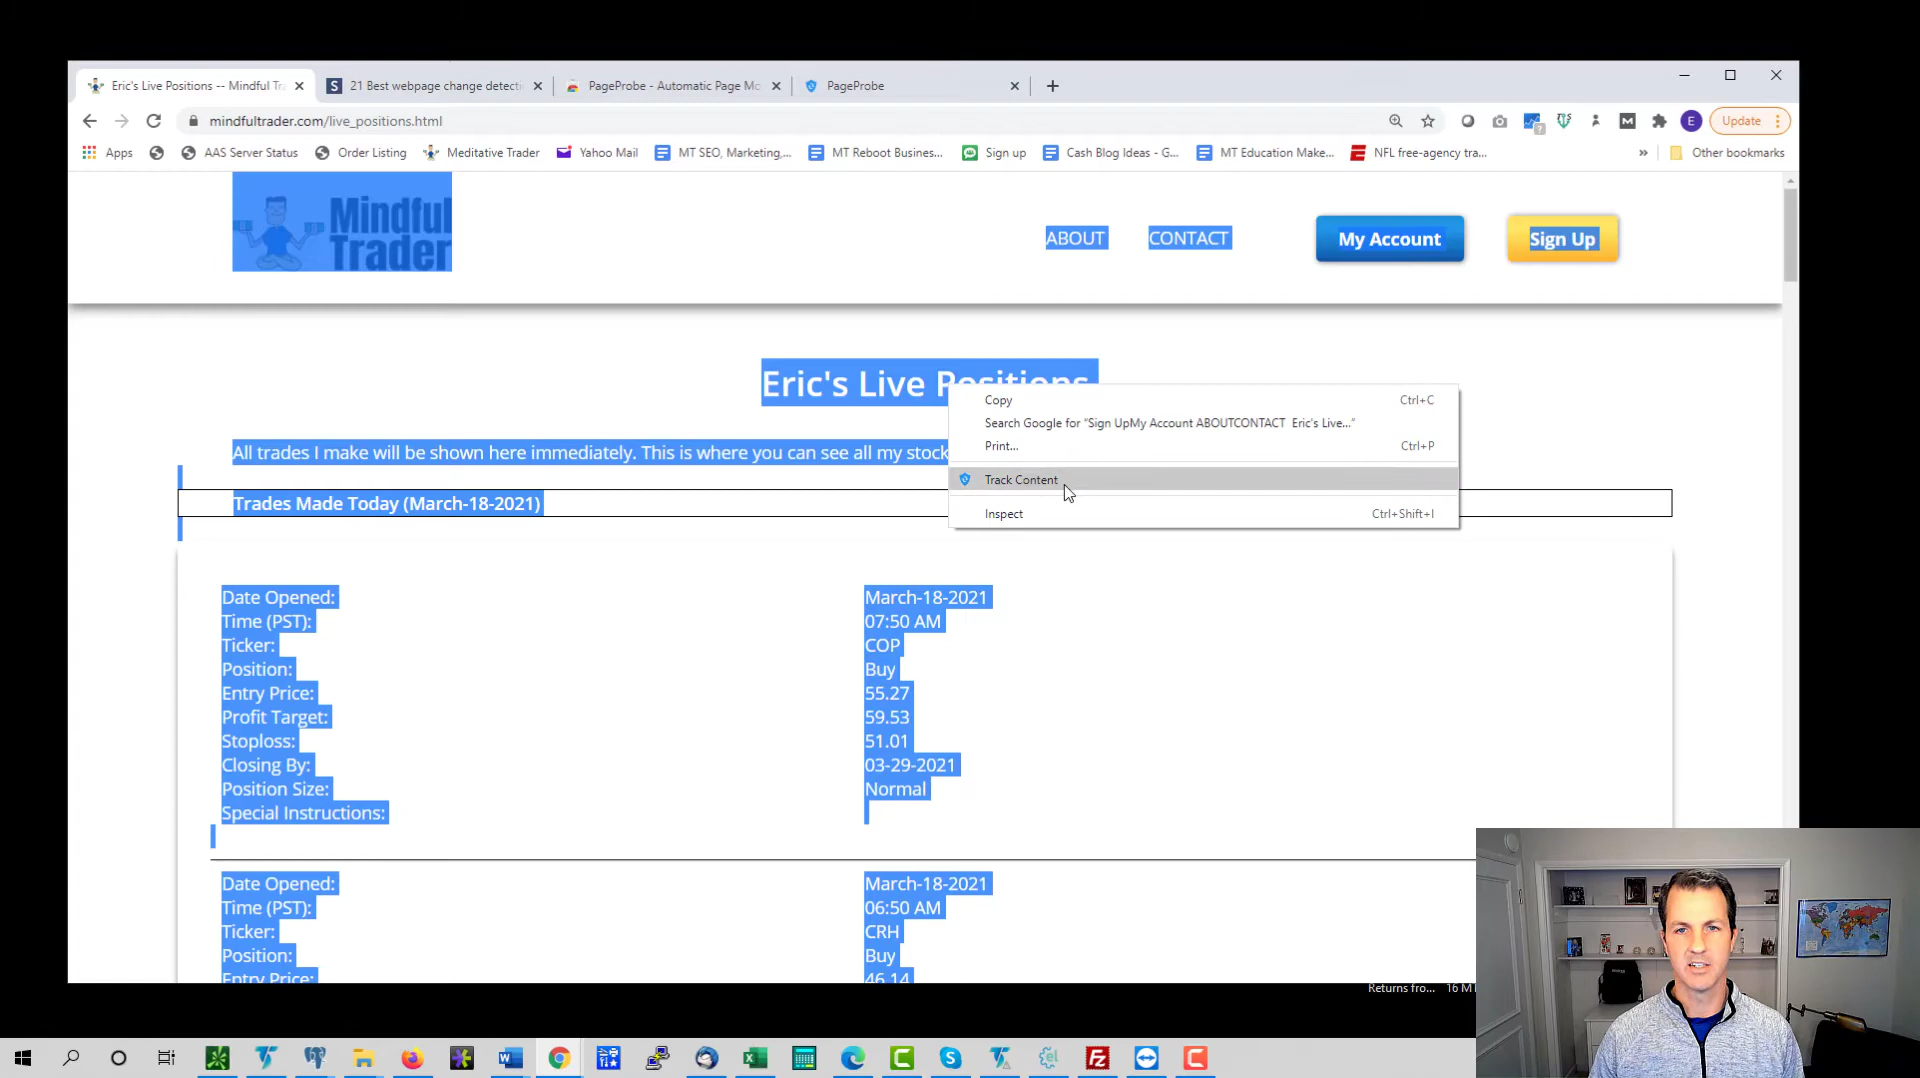 Eric's Live Positions -- Mindful Tra
21 Best webpage change detecti
PageProbe - Automatic Page Mo
PageProbe
mindfultrader.com/live_positions.html
E
Update
Apps
AAS Server Status
Order Listing
Meditative Trader
Yahoo Mail
MT SEO, Marketing,...
MT Reboot Busines...
Sign up
Cash Blog Ideas - G...
MT Education Make...
NFL free-agency tra...
»
Other bookmarks
Mindful
Trader
ABOUT
CONTACT
My Account
Sign Up
Eric's Live Positions
Copy Ctrl+C
Search Google for "Sign UpMy Account ABOUTCONTACT Eric's Live..."
Print... Ctrl+P
Track Content
Inspect Ctrl+Shift+I
All trades I make will be shown here immediately. This is where you can see all my stock
Trades Made Today (March-18-2021)
Date Opened: March-18-2021
Time (PST): 07:50 AM
Ticker: COP
Position: Buy
Entry Price: 55.27
Profit Target: 59.53
Stoploss: 51.01
Closing By: 03-29-2021
Position Size: Normal
Special Instructions:
Date Opened: March-18-2021
Time (PST): 06:50 AM
Ticker: CRH
Position: Buy
Entry Price: 46.14
Returns fro... 16 M